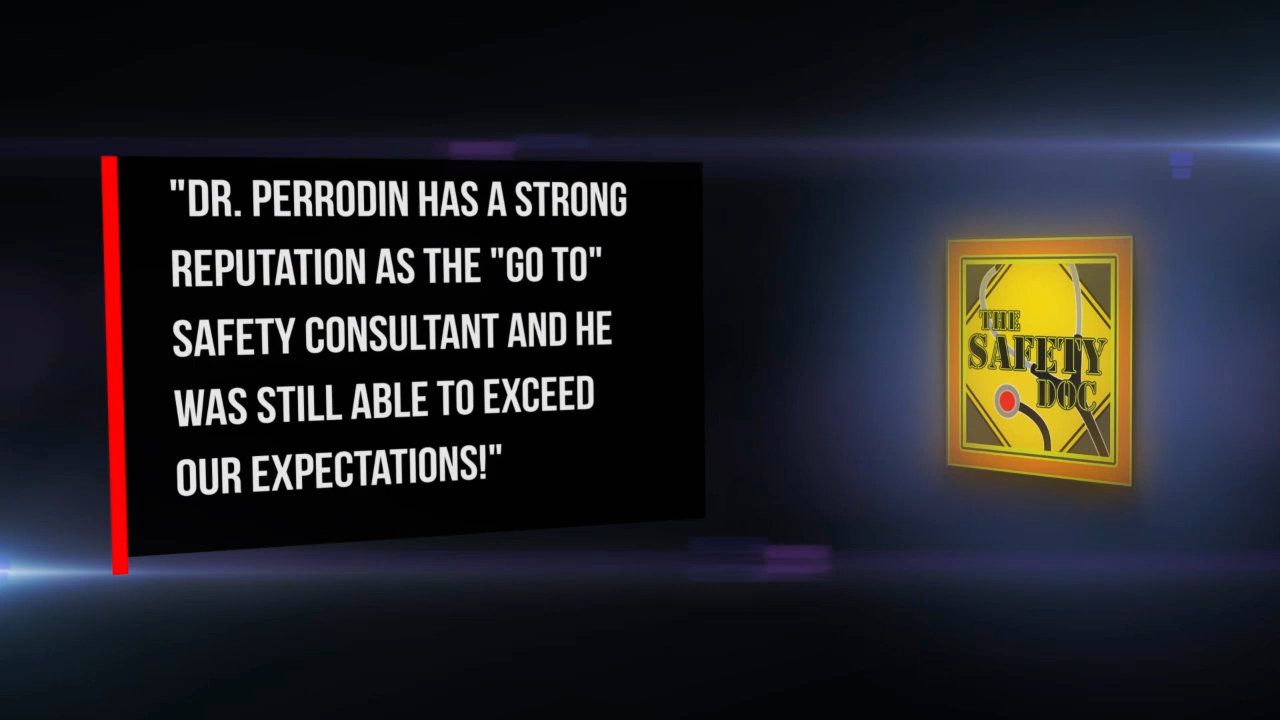 "DR. PERRODIN HAS A STRONG
REPUTATION AS THE "GO TO"
SAFETY CONSULTANT AND HE
WAS STILL ABLE TO EXCEED
OUR EXPECTATIONS!"
THE
SAFETY
DOC